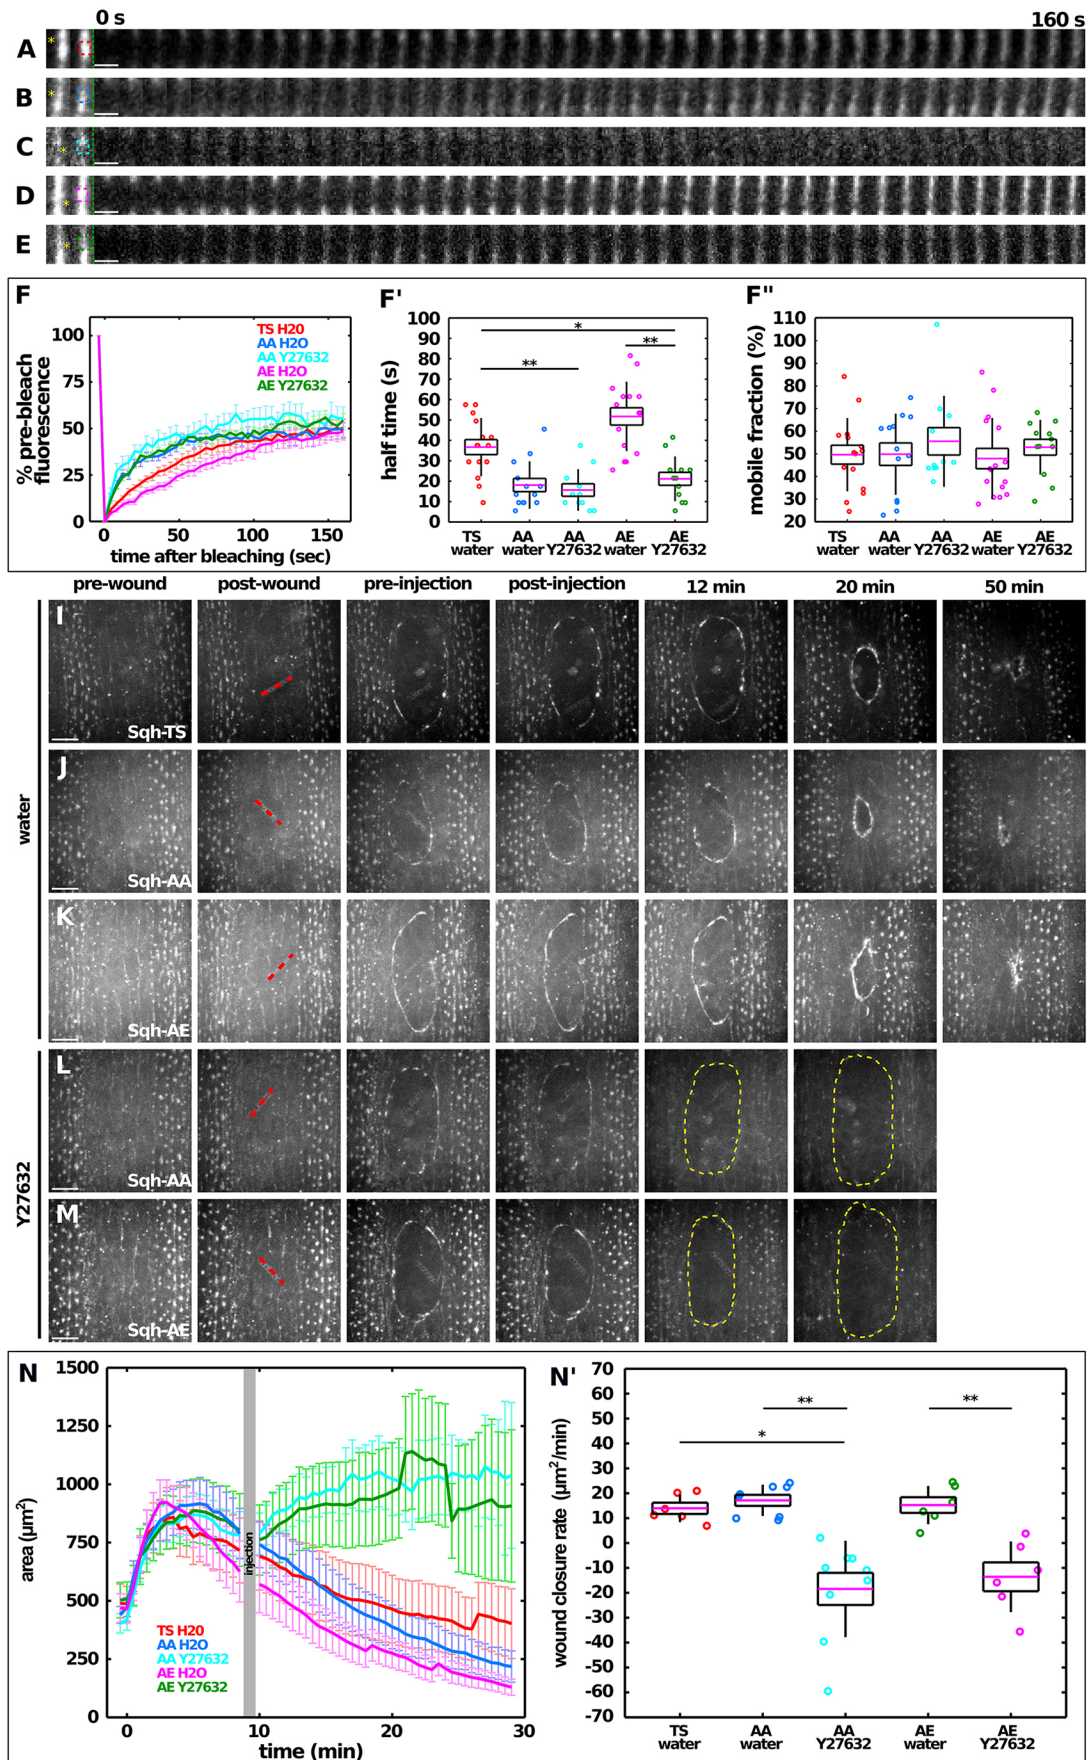 0 s
160 s
A
B
C
D
E
F
100
75
50
25
0
% pre-bleach
fluorescence
TS H20
AA H2O
AA Y27632
AE H2O
AE Y27632
0
50
100
150
time after bleaching (sec)
F'
100
90
80
70
60
50
40
30
20
10
0
half time (s)
*
**
**
TS
water
AA
water
AA
Y27632
AE
water
AE
Y27632
F"
110
100
90
80
70
60
50
40
30
20
mobile fraction (%)
TS
water
AA
water
AA
Y27632
AE
water
AE
Y27632
pre-wound
post-wound
pre-injection
post-injection
12 min
20 min
50 min
water
I
Sqh-TS
J
Sqh-AA
K
Sqh-AE
Y27632
L
Sqh-AA
M
Sqh-AE
N
1500
1250
1000
750
500
250
0
area (µm²)
injection
TS H20
AA H2O
AA Y27632
AE H2O
AE Y27632
0
10
20
30
time (min)
N'
70
60
50
40
30
20
10
0
-10
-20
-30
-40
-50
-60
-70
wound closure rate (µm²/min)
**
*
**
TS
water
AA
water
AA
Y27632
AE
water
AE
Y27632